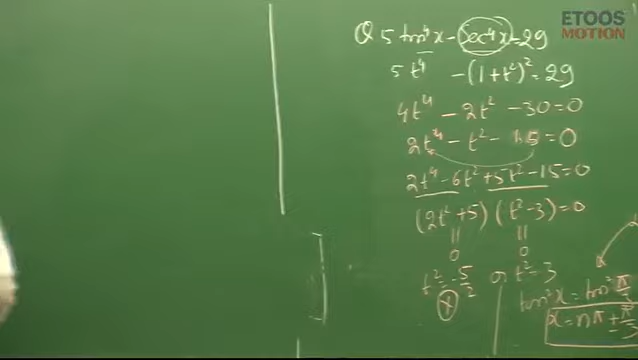 ETOOS
MOTION
Q 5 tan⁴x - sec⁴x = 29
5t⁴ - (1+t²)² = 29
4t⁴ - 2t² - 30 = 0
2t⁴ - t² - 15 = 0
2t⁴ - 6t² + 5t² - 15 = 0
(2t² + 5) (t² - 3) = 0
= =
0 0
t² = -5/2 or t² = 3
tan²x = tan² π/3
x = nπ ± π/3